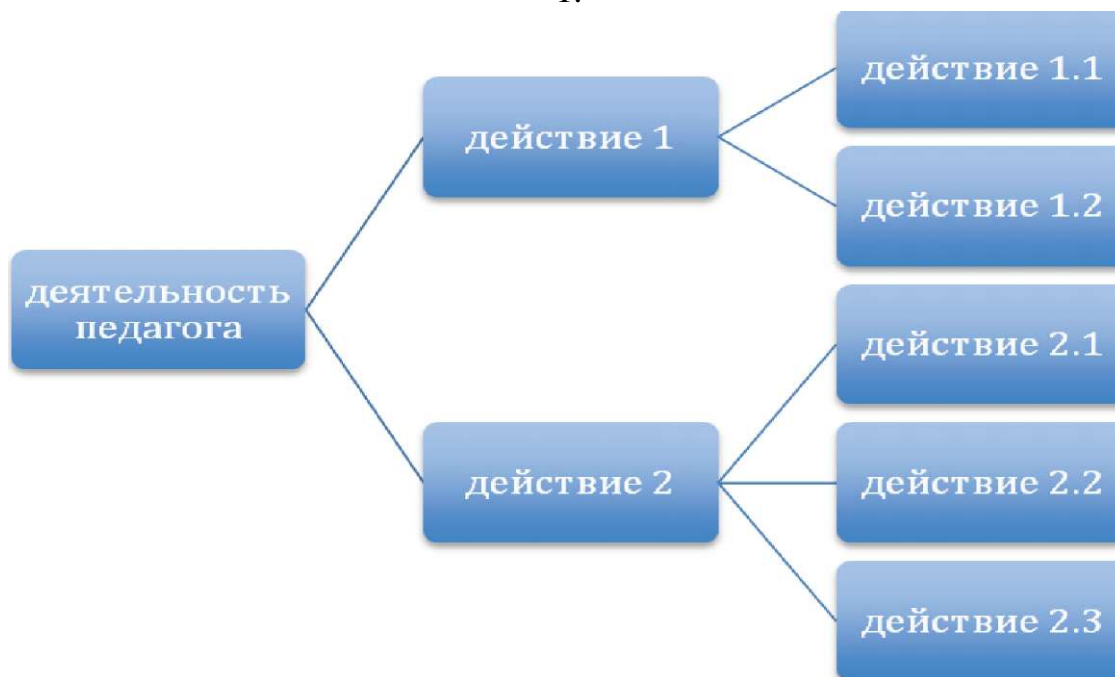 деятельность
педагога
действие 1
действие 2
действие 1.1
действие 1.2
действие 2.1
действие 2.2
действие 2.3